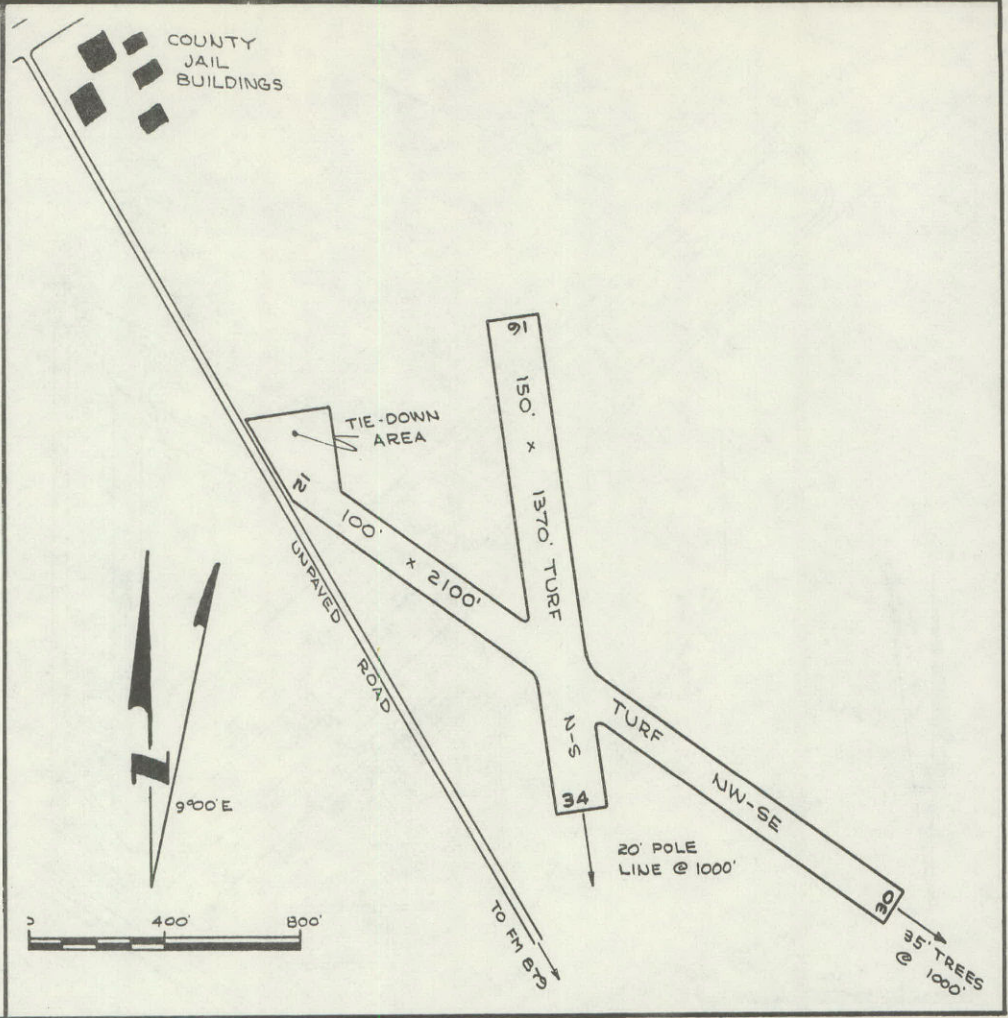 COUNTY
JAIL
BUILDINGS
16
150' x 1370' TURF
TIE-DOWN
AREA
12
100' x 2100'
UNPAVED ROAD
N-S
TURF
NW-SE
34
N
9°00'E
20' POLE
LINE @ 1000'
30
35' TREES
@ 1000'
400' 800'
TO FM 879